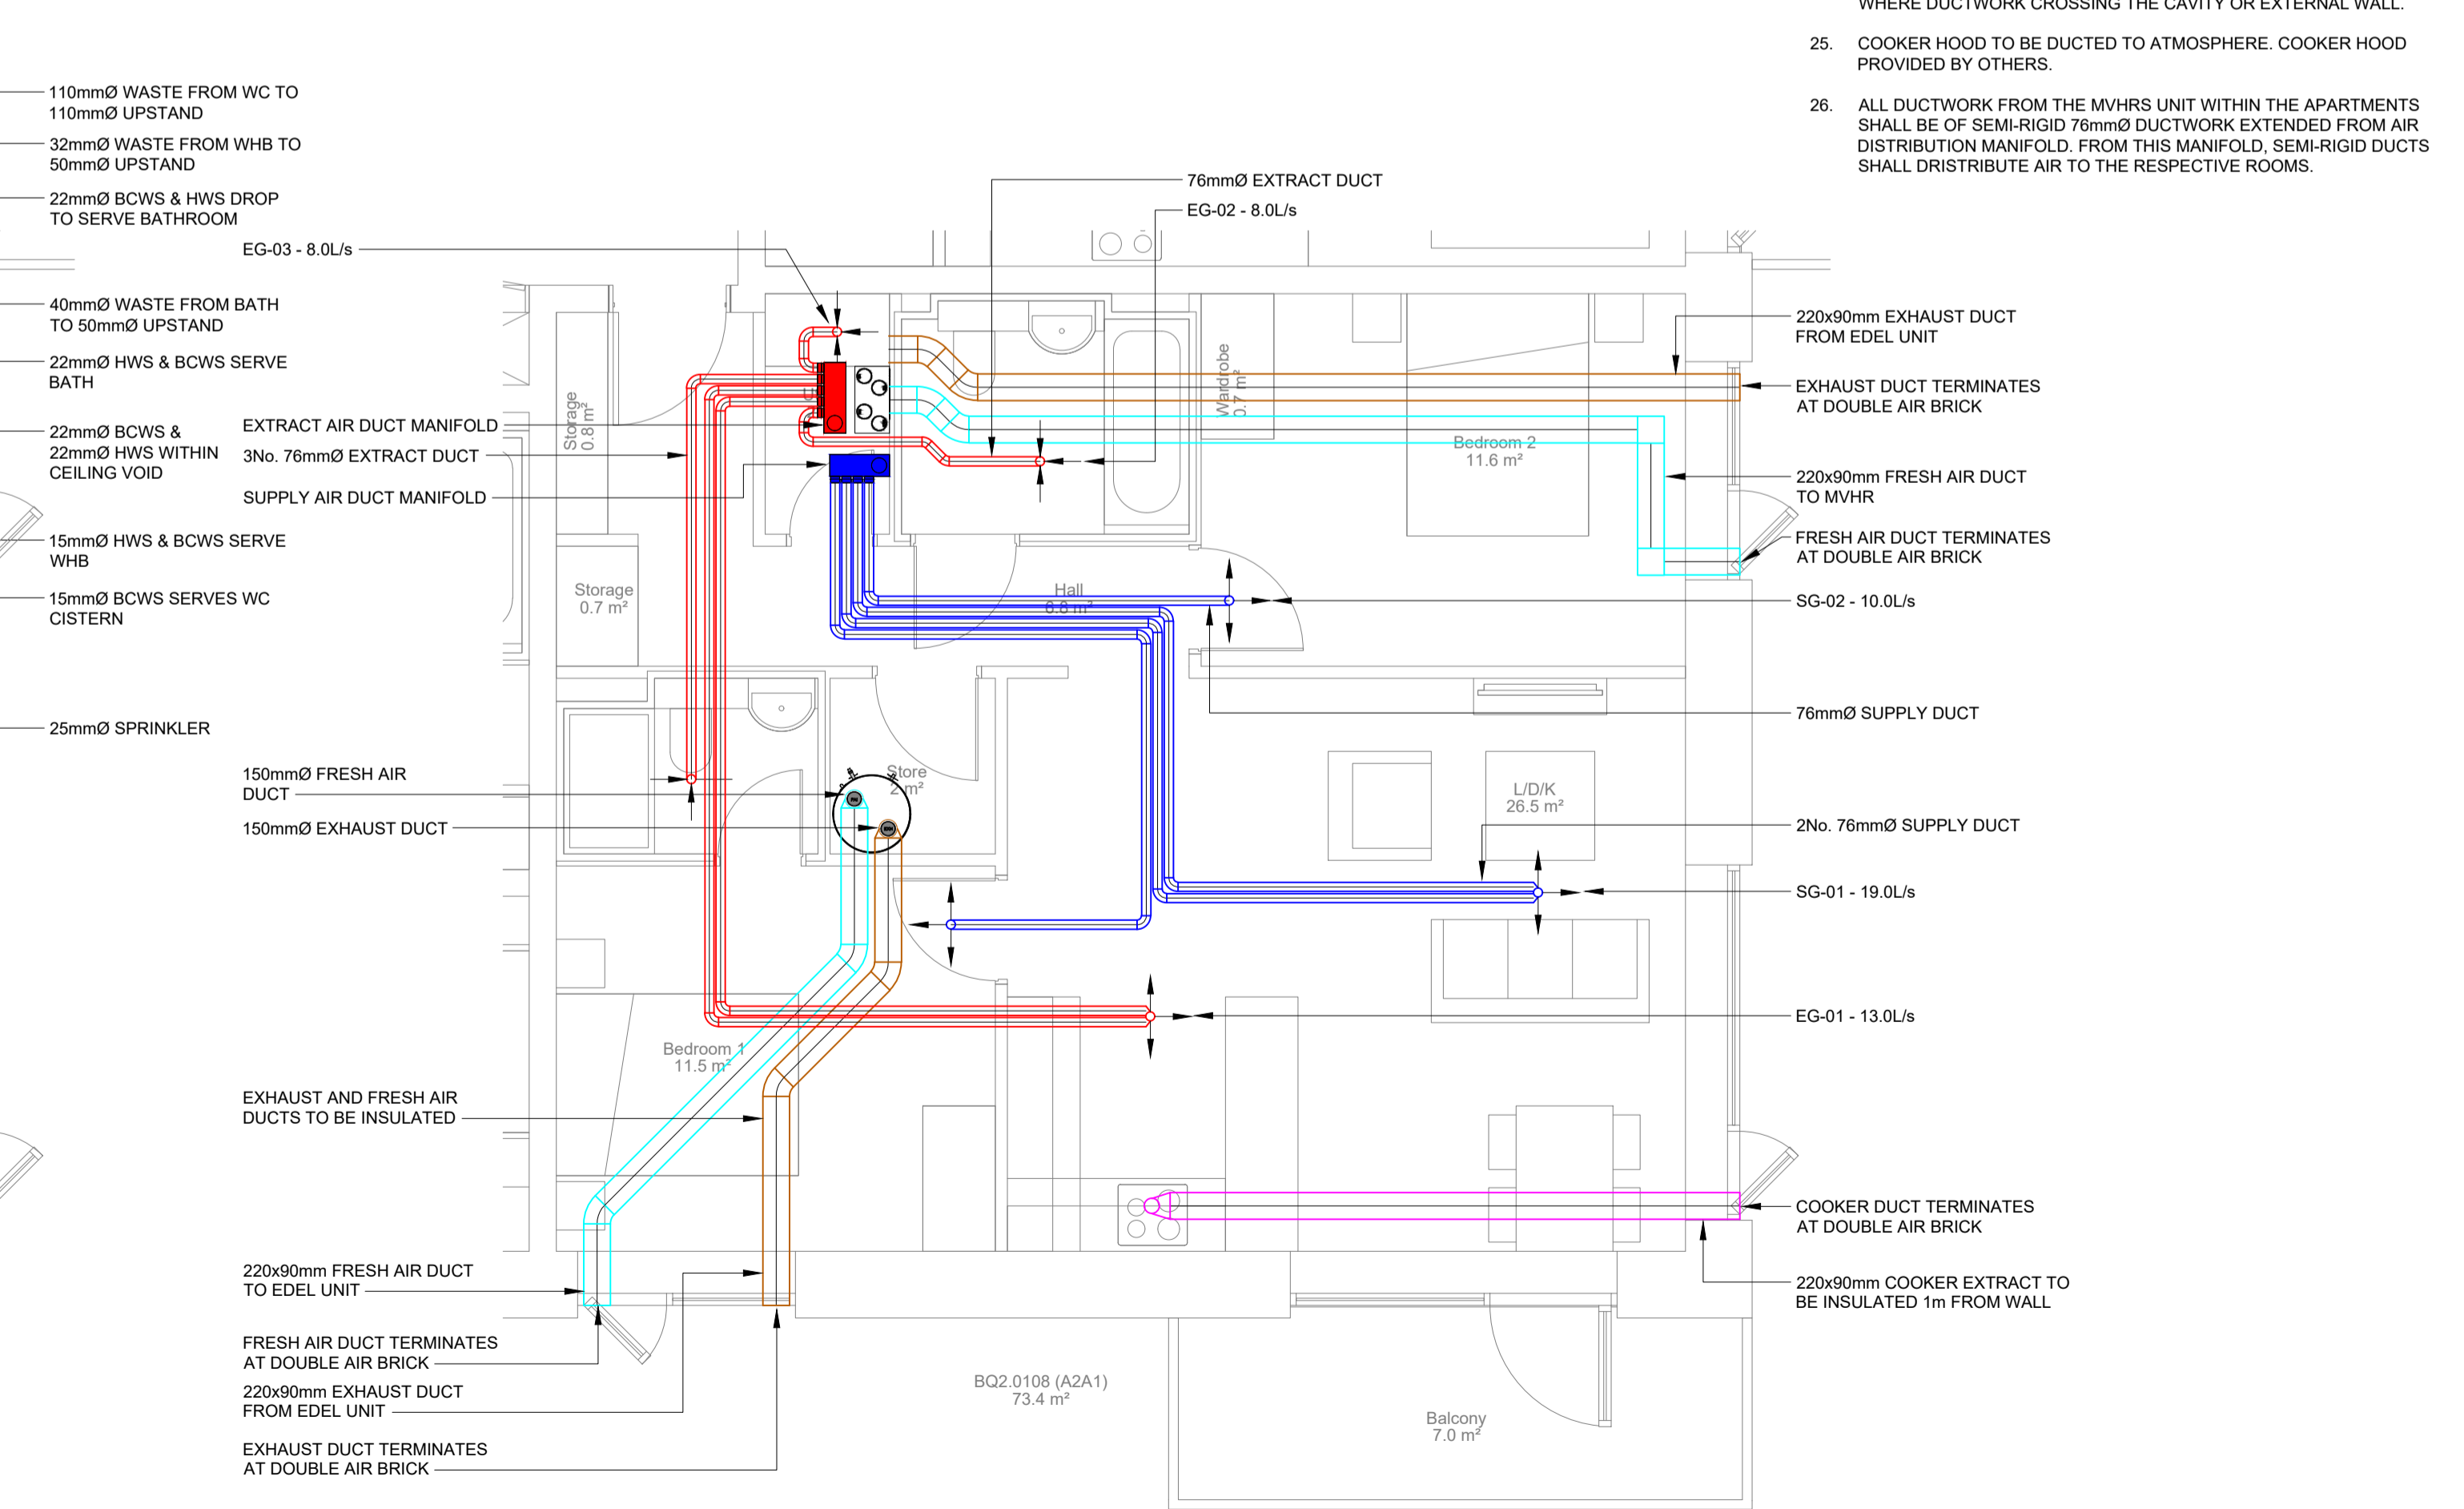 WHERE DUCTWORK CROSSING THE CAVITY OR EXTERNAL WALL.
25. COOKER HOOD TO BE DUCTED TO ATMOSPHERE. COOKER HOOD
PROVIDED BY OTHERS.
26. ALL DUCTWORK FROM THE MVHRS UNIT WITHIN THE APARTMENTS
SHALL BE OF SEMI-RIGID 76mmØ DUCTWORK EXTENDED FROM AIR
DISTRIBUTION MANIFOLD. FROM THIS MANIFOLD, SEMI-RIGID DUCTS
SHALL DRISTRIBUTE AIR TO THE RESPECTIVE ROOMS.
110mmØ WASTE FROM WC TO
110mmØ UPSTAND
32mmØ WASTE FROM WHB TO
50mmØ UPSTAND
22mmØ BCWS & HWS DROP
TO SERVE BATHROOM
40mmØ WASTE FROM BATH
TO 50mmØ UPSTAND
22mmØ HWS & BCWS SERVE
BATH
22mmØ BCWS &
22mmØ HWS WITHIN
CEILING VOID
15mmØ HWS & BCWS SERVE
WHB
15mmØ BCWS SERVES WC
CISTERN
25mmØ SPRINKLER
EG-03 - 8.0L/s
EXTRACT AIR DUCT MANIFOLD
3No. 76mmØ EXTRACT DUCT
SUPPLY AIR DUCT MANIFOLD
150mmØ FRESH AIR
DUCT
150mmØ EXHAUST DUCT
EXHAUST AND FRESH AIR
DUCTS TO BE INSULATED
220x90mm FRESH AIR DUCT
TO EDEL UNIT
FRESH AIR DUCT TERMINATES
AT DOUBLE AIR BRICK
220x90mm EXHAUST DUCT
FROM EDEL UNIT
EXHAUST DUCT TERMINATES
AT DOUBLE AIR BRICK
76mmØ EXTRACT DUCT
EG-02 - 8.0L/s
Storage
0.8 m²
Wardrobe
0.7 m²
Bedroom 2
11.6 m²
Storage
0.7 m²
Hall
6.8 m²
Store
2 m²
L/D/K
26.5 m²
Bedroom 1
11.5 m²
BQ2.0108 (A2A1)
73.4 m²
Balcony
7.0 m²
220x90mm EXHAUST DUCT
FROM EDEL UNIT
EXHAUST DUCT TERMINATES
AT DOUBLE AIR BRICK
220x90mm FRESH AIR DUCT
TO MVHR
FRESH AIR DUCT TERMINATES
AT DOUBLE AIR BRICK
SG-02 - 10.0L/s
76mmØ SUPPLY DUCT
2No. 76mmØ SUPPLY DUCT
SG-01 - 19.0L/s
EG-01 - 13.0L/s
COOKER DUCT TERMINATES
AT DOUBLE AIR BRICK
220x90mm COOKER EXTRACT TO
BE INSULATED 1m FROM WALL